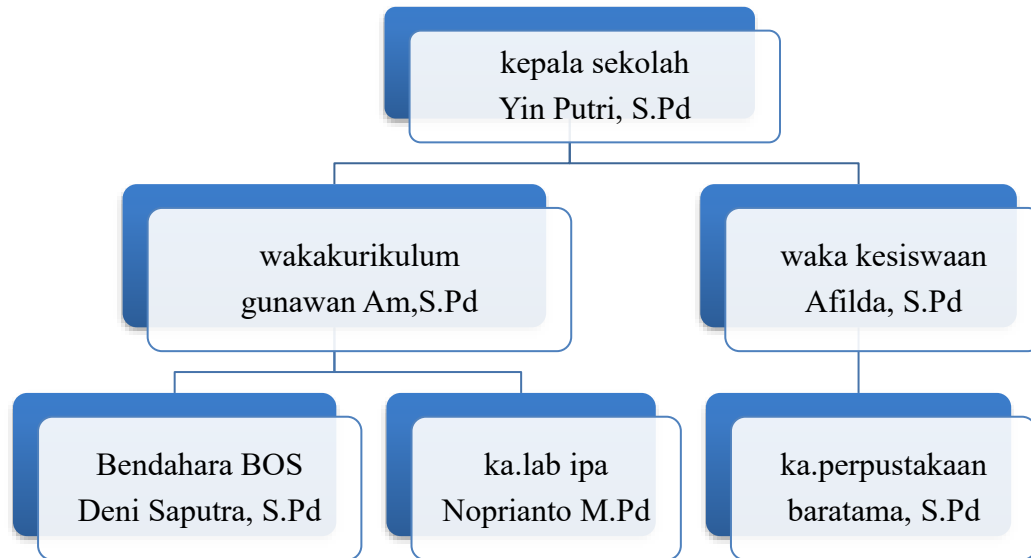 kepala sekolah
Yin Putri, S.Pd
wakakurikulum
gunawan Am,S.Pd
waka kesiswaan
Afilda, S.Pd
Bendahara BOS
Deni Saputra, S.Pd
ka.lab ipa
Noprianto M.Pd
ka.perpustakaan
baratama, S.Pd